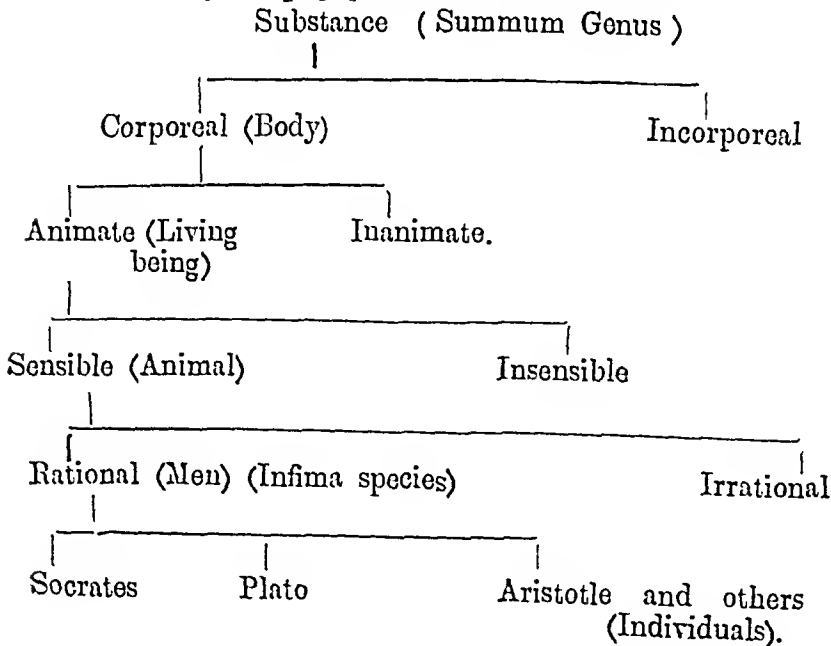 Substance ( Summum Genus )
Corporeal (Body) Incorporeal
Animate (Living Inanimate.
being)
Sensible (Animal) Insensible
Rational (Men) (Infima species) Irrational
Socrates Plato Aristotle and others
(Individuals).